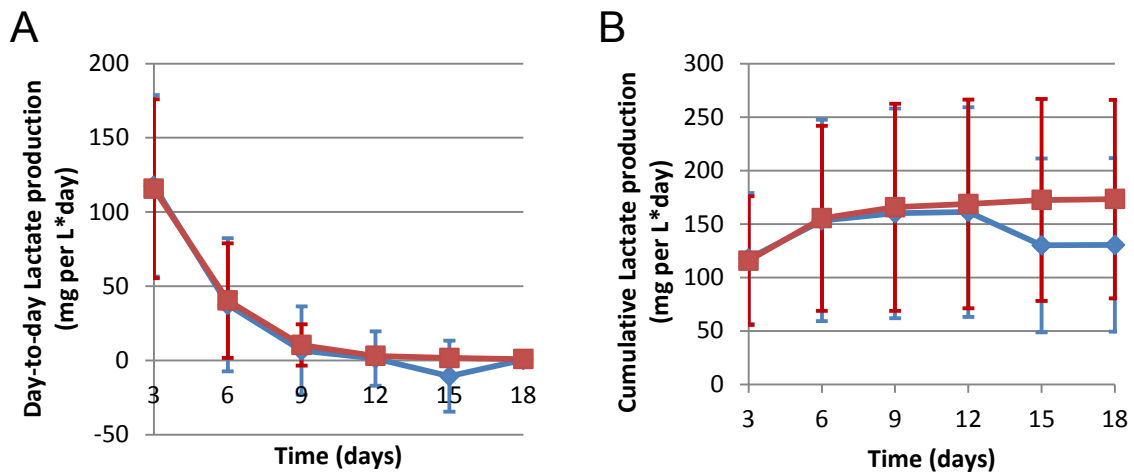 A
Day-to-day Lactate production
(mg per L*day)
200
150
100
50
0
-50
3 6 9 12 15 18
Time (days)
B
Cumulative Lactate production
(mg per L*day)
300
250
200
150
100
50
0
3 6 9 12 15 18
Time (days)